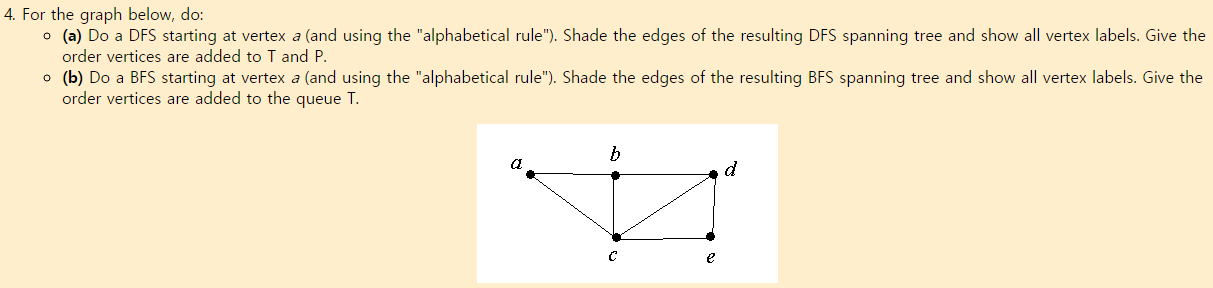 4. For the graph below, do:
(a) Do a DFS starting at vertex a (and using the "alphabetical rule"). Shade the edges of the resulting DFS spanning tree and show all vertex labels. Give the
order vertices are added to T and P.
(b) Do a BFS starting at vertex a (and using the "alphabetical rule"). Shade the edges of the resulting BFS spanning tree and show all vertex labels. Give the
order vertices are added to the queue T.
b
a
d
c
e